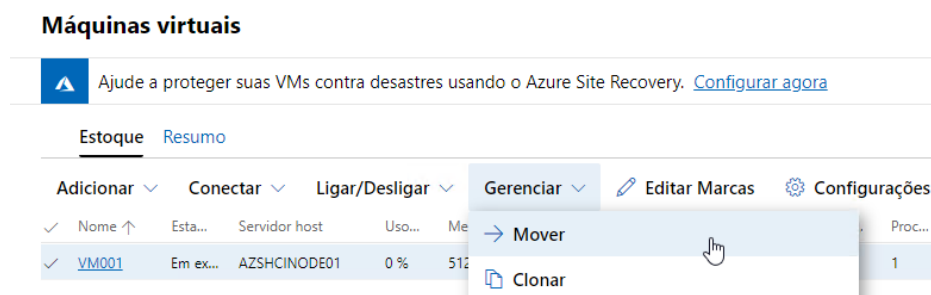 Máquinas virtuais
Ajude a proteger suas VMs contra desastres usando o Azure Site Recovery. Configurar agora
Estoque Resumo
Adicionar Conectar Ligar/Desligar Gerenciar Editar Marcas Configurações
Nome Esta... Servidor host Uso... Me Proc...
Mover
VM001 Em ex... AZSHCINODE01 0 % 512 1
Clonar